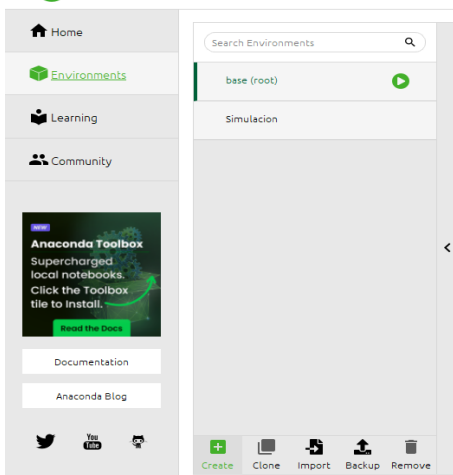 Home
Environments
Learning
Community
NEW
Anaconda Toolbox
Supercharged
local notebooks.
Click the Toolbox
tile to Install.
Read the Docs
Documentation
Anaconda Blog
You
Tube
Search Environments
base (root)
Simulacion
Create
Clone
Import
Backup
Remove